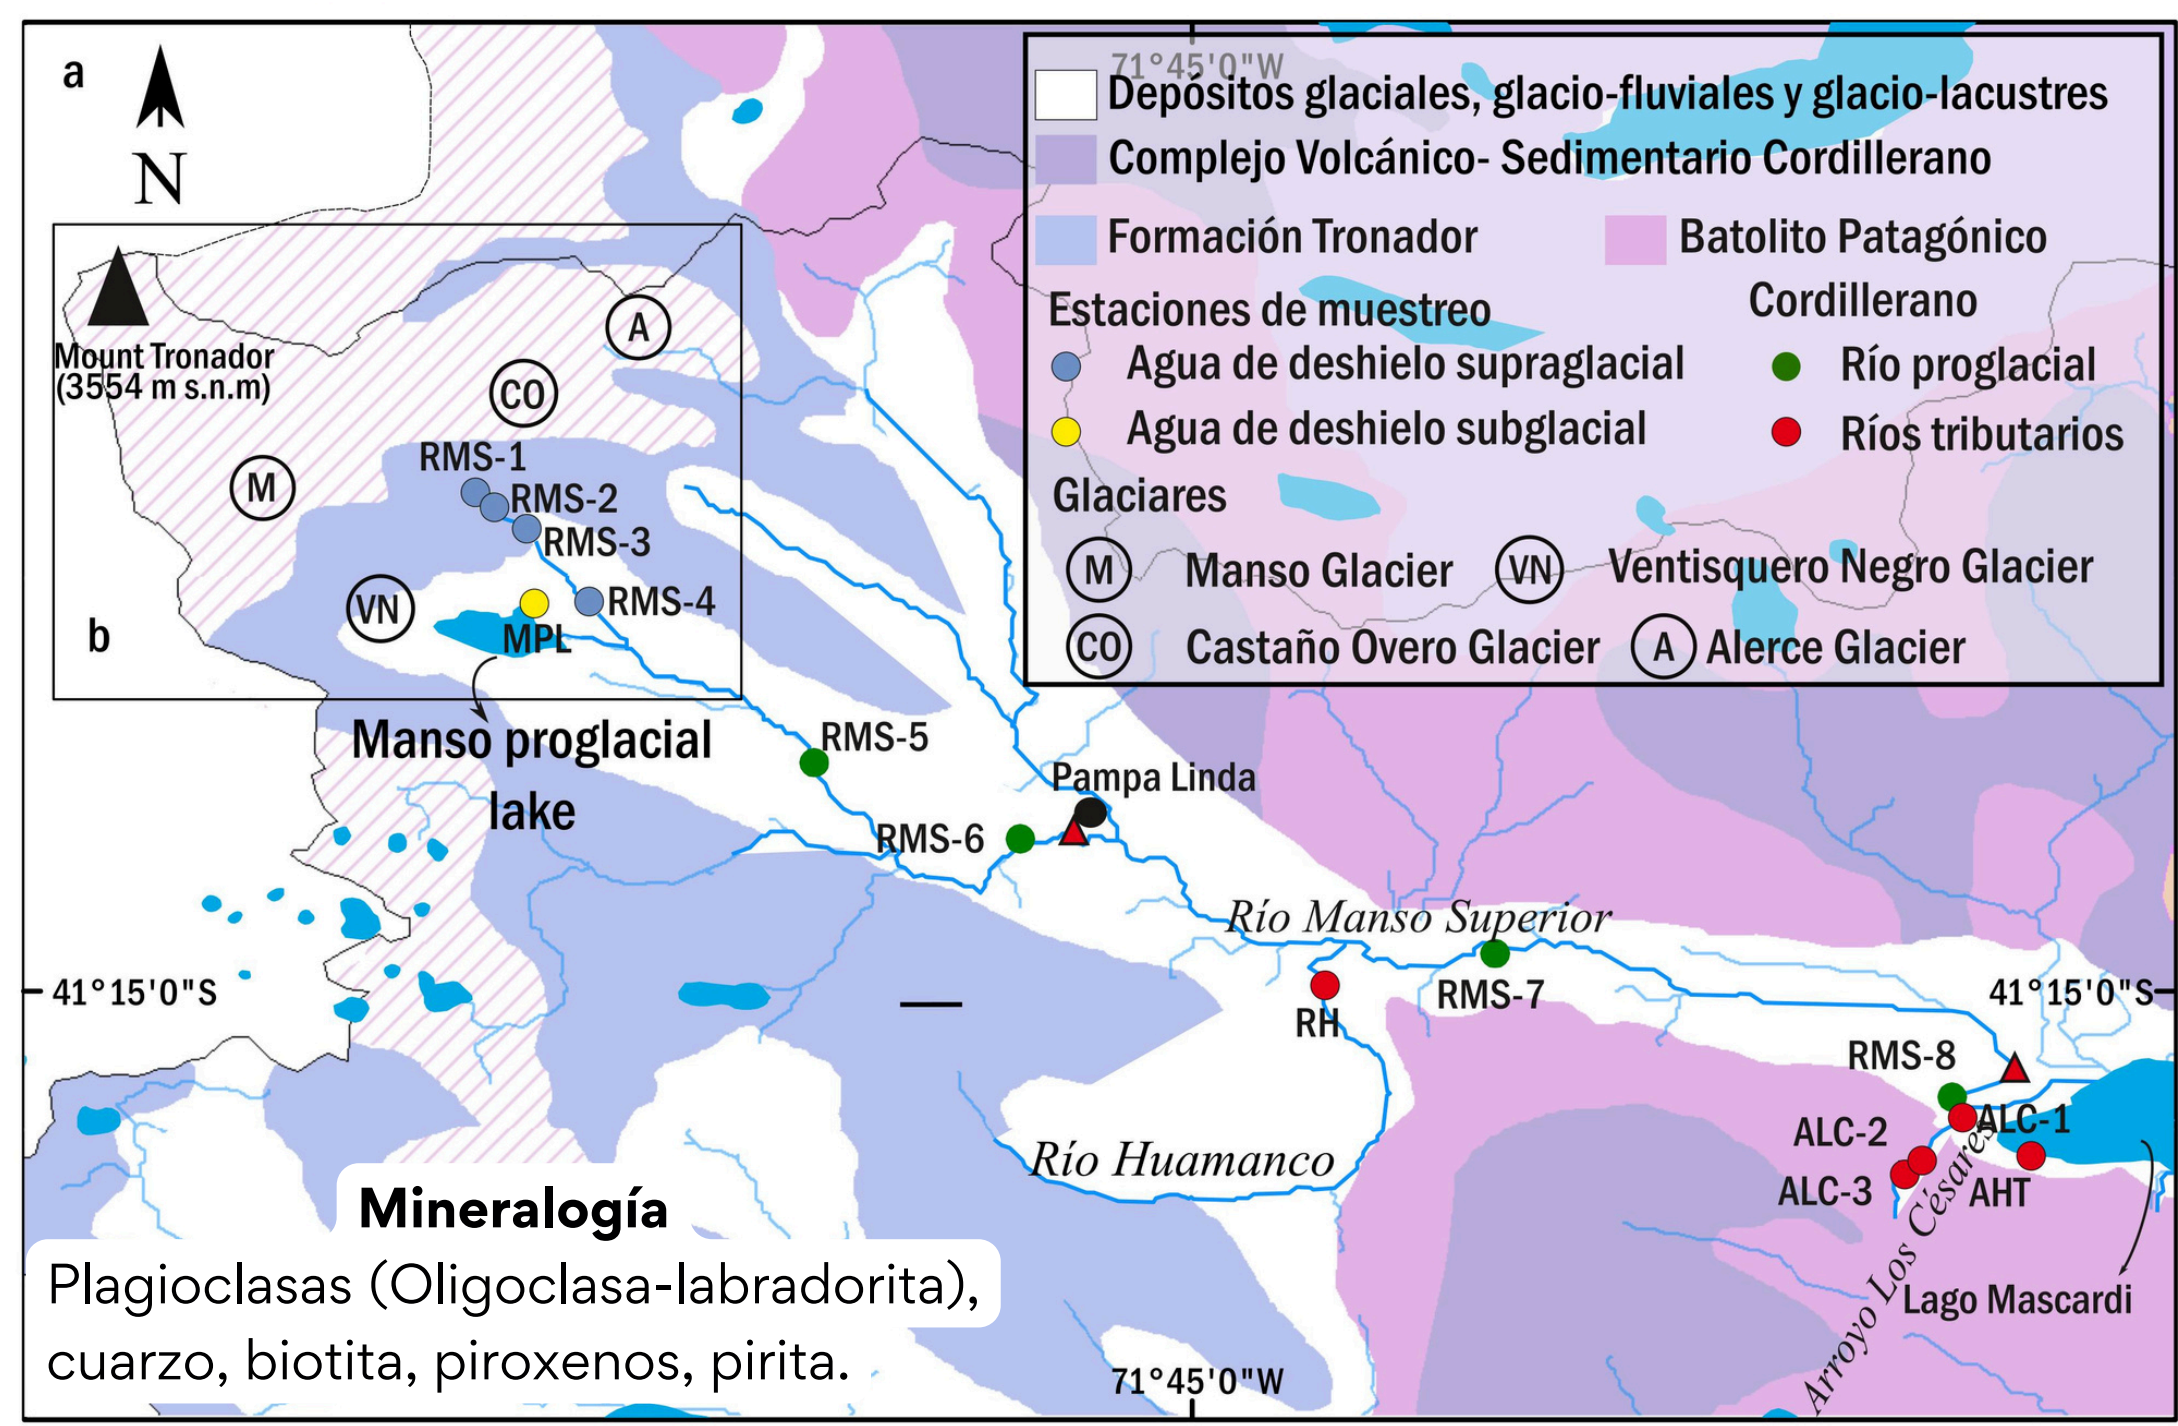 a
N
71°45'0"W
Depósitos glaciales, glacio-fluviales y glacio-lacustres
Complejo Volcánico- Sedimentario Cordillerano
Formación Tronador
Batolito Patagónico
Cordillerano
Estaciones de muestreo
Agua de deshielo supraglacial
Río proglacial
Agua de deshielo subglacial
Ríos tributarios
Glaciares
M
Manso Glacier
VN
Ventisquero Negro Glacier
CO
Castaño Overo Glacier
A
Alerce Glacier
Mount Tronador
(3554 m s.n.m)
A
CO
M
RMS-1
RMS-2
RMS-3
VN
RMS-4
MPL
b
Manso proglacial
lake
RMS-5
Pampa Linda
RMS-6
Río Manso Superior
41°15'0"S
RMS-7
41°15'0"S
RH
RMS-8
ALC-1
ALC-2
ALC-3
AHT
Río Huamanco
Arroyo Los Césares
Lago Mascardi
Mineralogía
Plagioclasas (Oligoclasa-labradorita),
cuarzo, biotita, piroxenos, pirita.
71°45'0"W